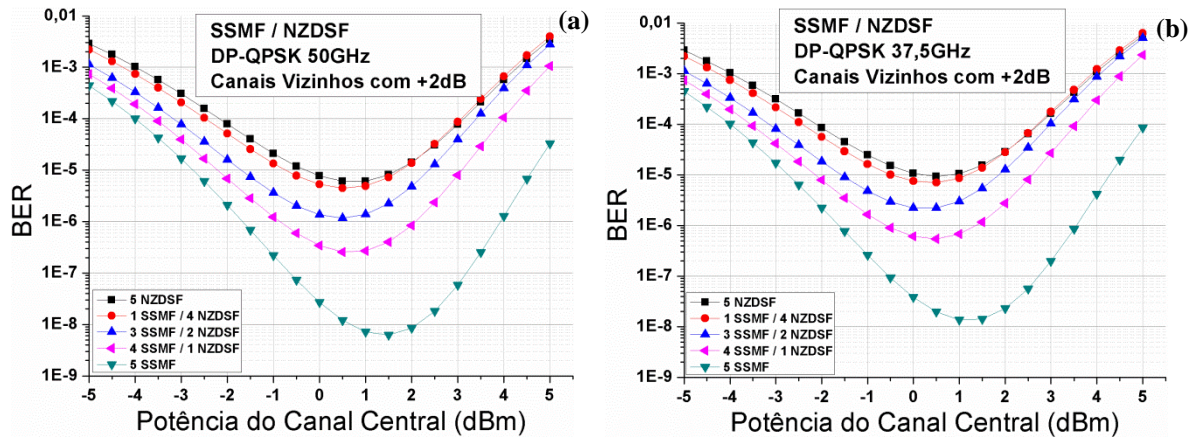 (a)
SSMF / NZDSF
DP-QPSK 50GHz
Canais Vizinhos com +2dB
BER
0,01
1E-3
1E-4
1E-5
1E-6
1E-7
1E-8
1E-9
5 NZDSF
1 SSMF / 4 NZDSF
3 SSMF / 2 NZDSF
4 SSMF / 1 NZDSF
5 SSMF
-5 -4 -3 -2 -1 0 1 2 3 4 5
Potência do Canal Central (dBm)
(b)
SSMF / NZDSF
DP-QPSK 37,5GHz
Canais Vizinhos com +2dB
BER
0,01
1E-3
1E-4
1E-5
1E-6
1E-7
1E-8
1E-9
5 NZDSF
1 SSMF / 4 NZDSF
3 SSMF / 2 NZDSF
4 SSMF / 1 NZDSF
5 SSMF
-5 -4 -3 -2 -1 0 1 2 3 4 5
Potência do Canal Central (dBm)